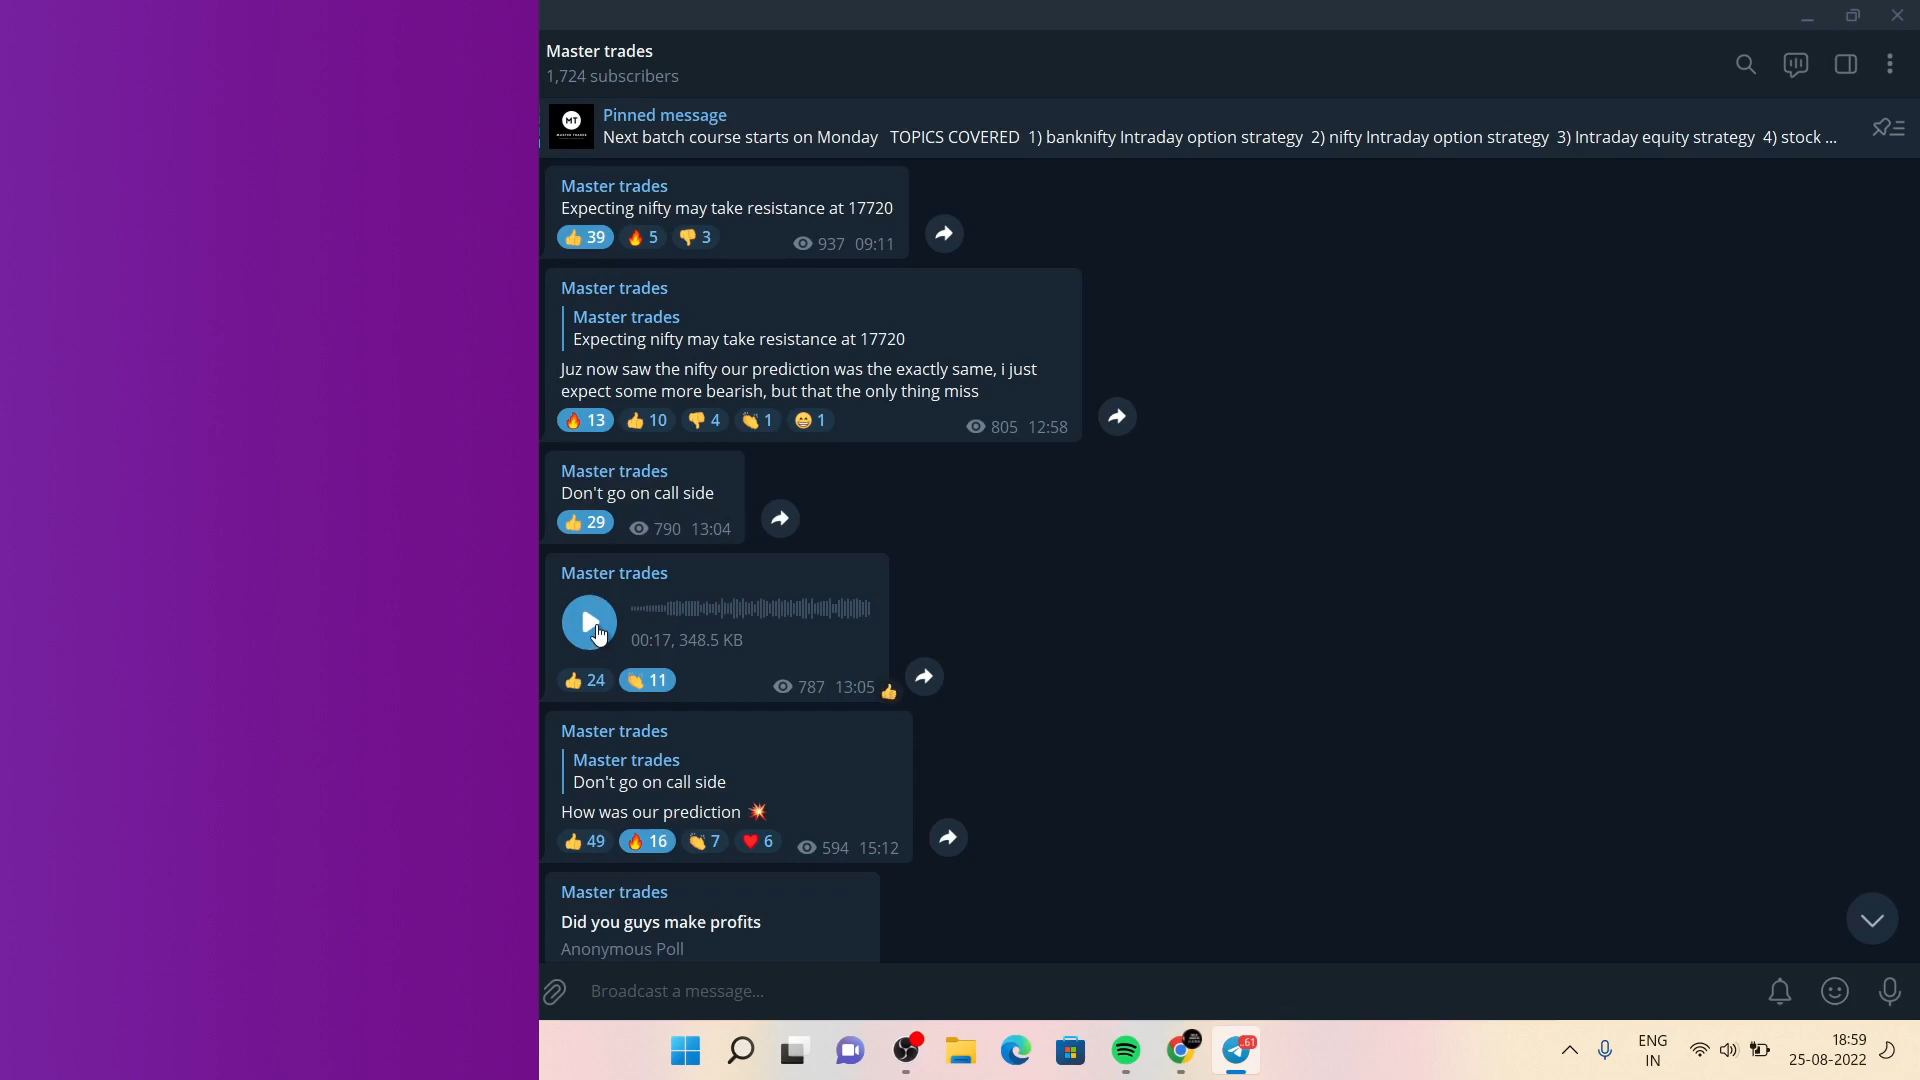 Master trades
1,724 subscribers
MT
Pinned message
Next batch course starts on Monday TOPICS COVERED 1) banknifty Intraday option strategy 2) nifty Intraday option strategy 3) Intraday equity strategy 4) stock ...
Master trades
Expecting nifty may take resistance at 17720
👍 39 🔥 5 👎 3 937 09:11
Master trades
Master trades
Expecting nifty may take resistance at 17720
Juz now saw the nifty our prediction was the exactly same, i just
expect some more bearish, but that the only thing miss
🔥 13 👍 10 👎 4 👏 1 😁 1 805 12:58
Master trades
Don't go on call side
👍 29 790 13:04
Master trades
00:17, 348.5 KB
👍 24 👏 11 787 13:05 👍
Master trades
Master trades
Don't go on call side
How was our prediction 💥
👍 49 🔥 16 👏 7 ❤️ 6 594 15:12
Master trades
Did you guys make profits
Anonymous Poll
Broadcast a message...
..61
ENG
IN
18:59
25-08-2022